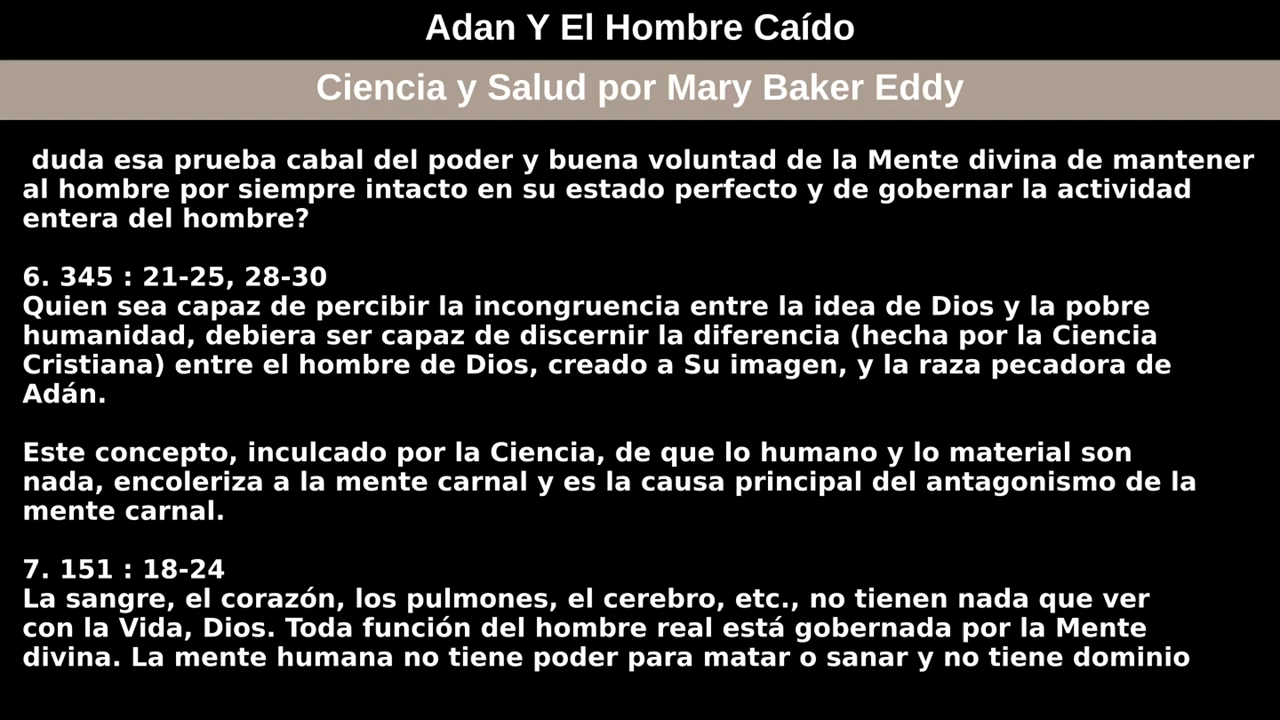 Adan Y El Hombre Caído
Ciencia y Salud por Mary Baker Eddy
duda esa prueba cabal del poder y buena voluntad de la Mente divina de mantener
al hombre por siempre intacto en su estado perfecto y de gobernar la actividad
entera del hombre?
6. 345 : 21-25, 28-30
Quien sea capaz de percibir la incongruencia entre la idea de Dios y la pobre
humanidad, debiera ser capaz de discernir la diferencia (hecha por la Ciencia
Cristiana) entre el hombre de Dios, creado a Su imagen, y la raza pecadora de
Adán.
Este concepto, inculcado por la Ciencia, de que lo humano y lo material son
nada, encoleriza a la mente carnal y es la causa principal del antagonismo de la
mente carnal.
7. 151 : 18-24
La sangre, el corazón, los pulmones, el cerebro, etc., no tienen nada que ver
con la Vida, Dios. Toda función del hombre real está gobernada por la Mente
divina. La mente humana no tiene poder para matar o sanar y no tiene dominio